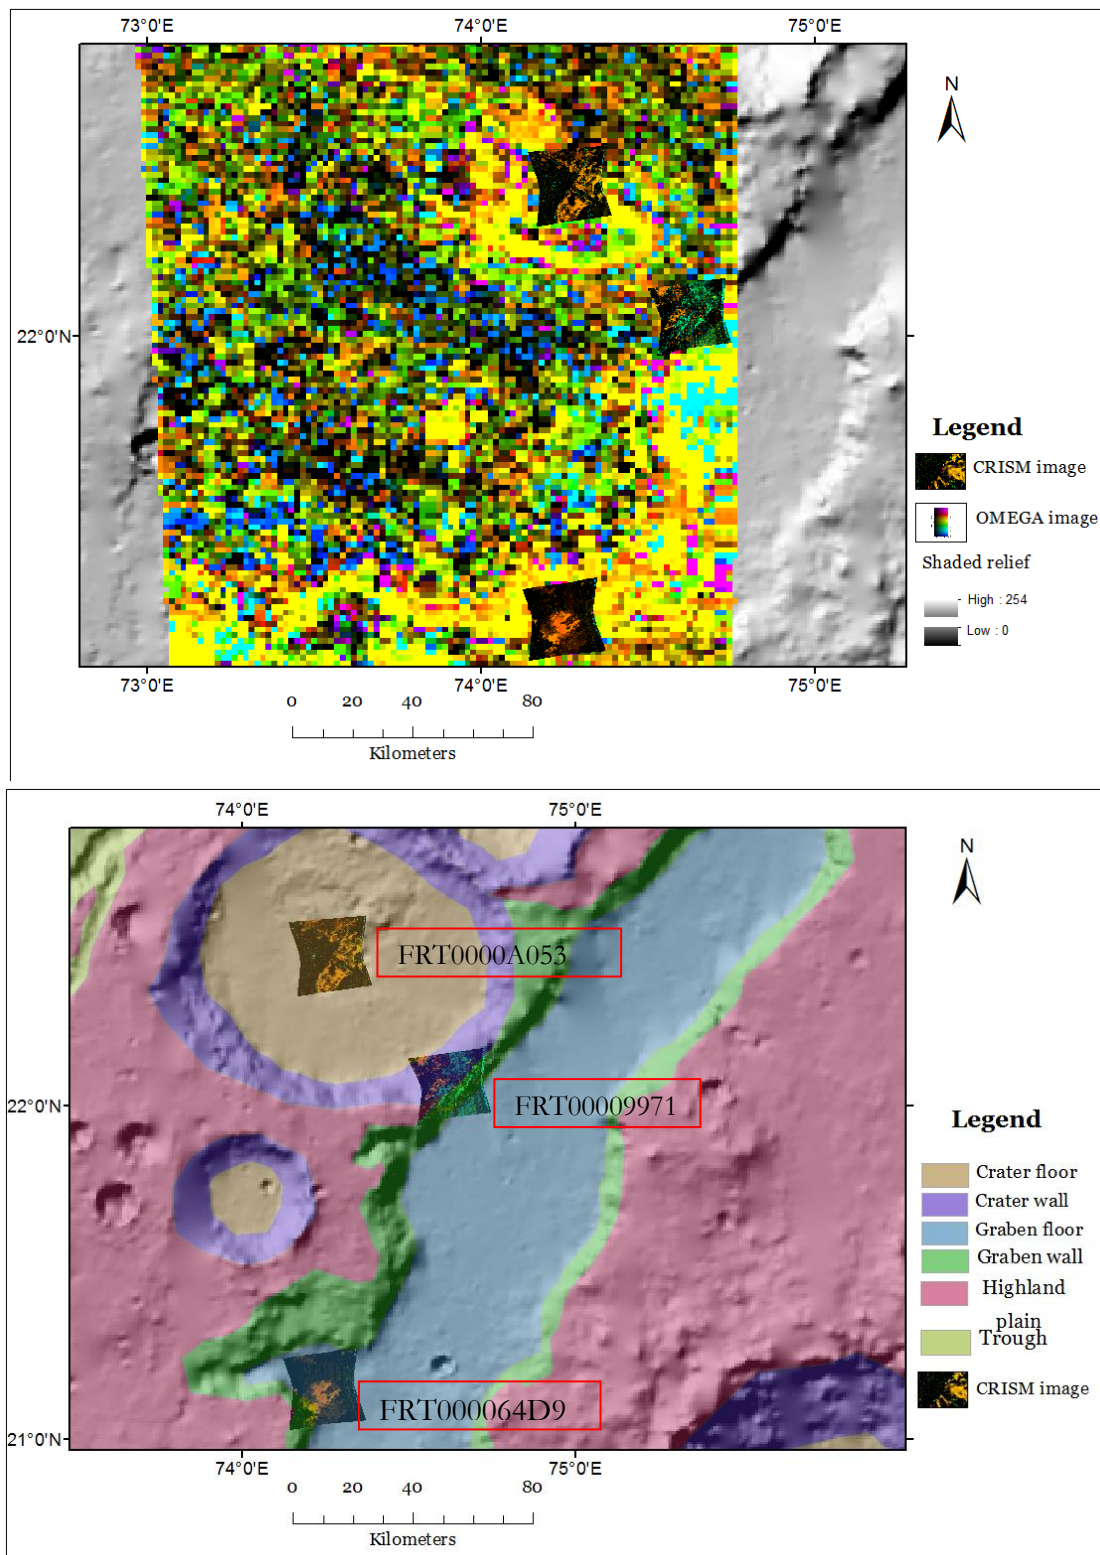 73°0'E 74°0'E 75°0'E
N
22°0'N
Legend
CRISM image
OMEGA image
Shaded relief
High : 254
Low : 0
73°0'E 74°0'E 75°0'E
0 20 40 80
Kilometers
74°0'E 75°0'E
N
FRT0000A053
FRT00009971
22°0'N
Legend
Crater floor
Crater wall
Graben floor
Graben wall
Highland
plain
Trough
CRISM image
FRT000064D9
21°0'N
74°0'E 75°0'E
0 20 40 80
Kilometers